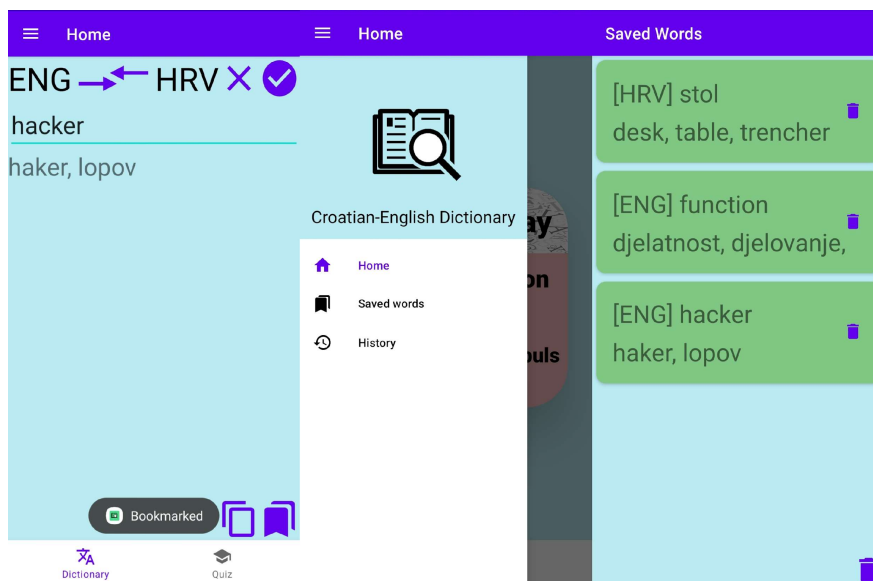 Home
ENG HRV
hacker
haker, lopov
Bookmarked
Dictionary
Quiz
Home
Croatian-English Dictionary
Home
Saved words
History
Saved Words
[HRV] stol
desk, table, trencher
[ENG] function
djelatnost, djelovanje,
[ENG] hacker
haker, lopov